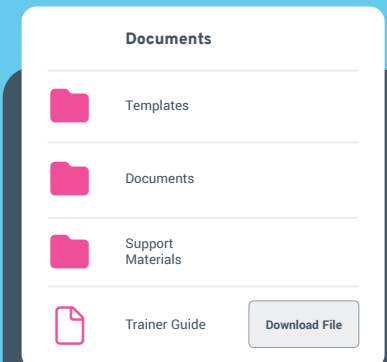 Documents
Templates
Documents
Support
Materials
Trainer Guide
Download File